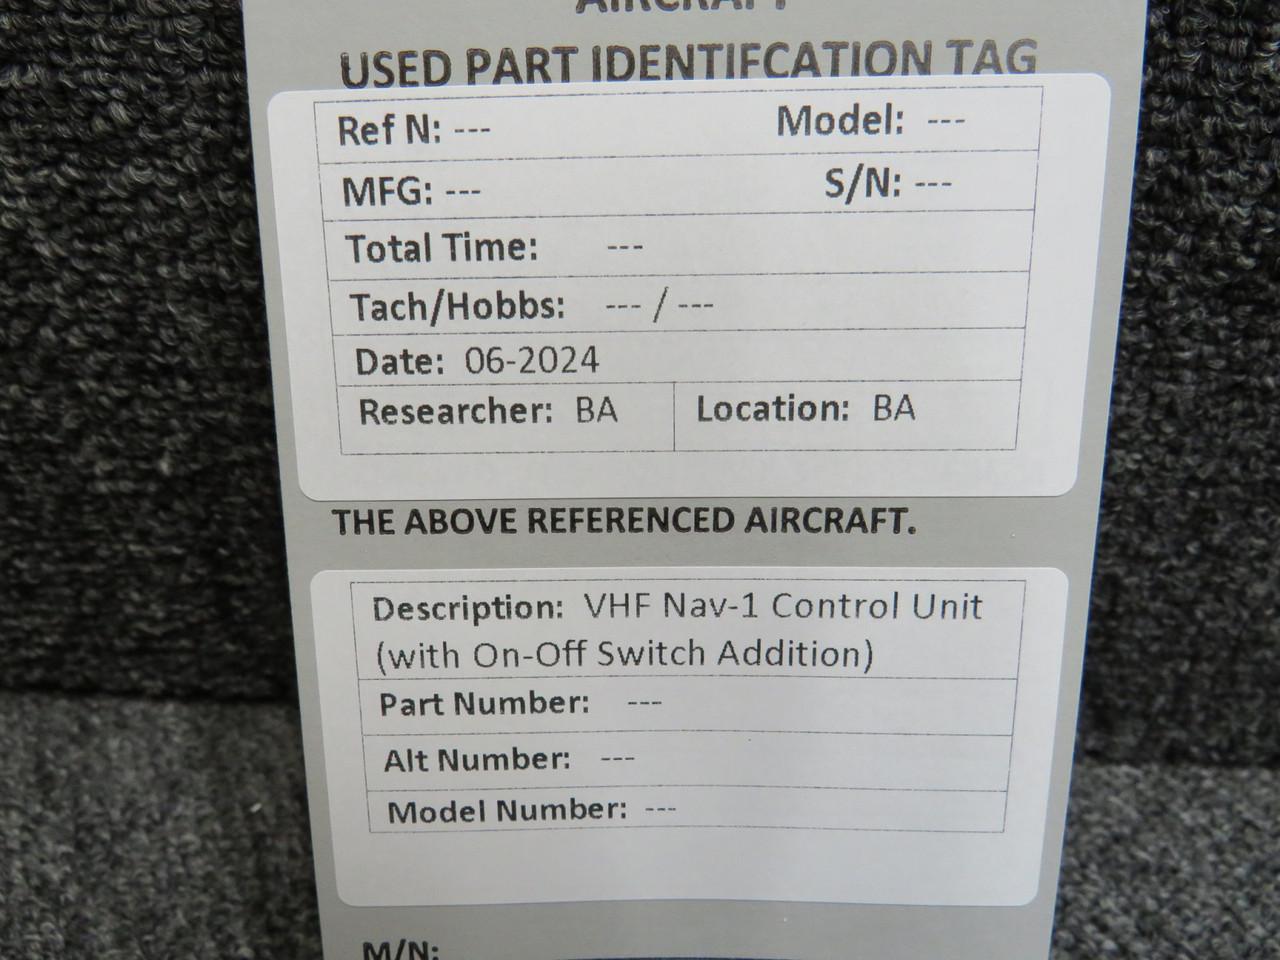 AIRCRAFT
USED PART IDENTIFCATION TAG
Ref N: --- Model: ---
MFG: --- S/N: ---
Total Time: ---
Tach/Hobbs: --- / ---
Date: 06-2024
Researcher: BA Location: BA
THE ABOVE REFERENCED AIRCRAFT.
Description: VHF Nav-1 Control Unit
(with On-Off Switch Addition)
Part Number: ---
Alt Number: ---
Model Number: ---
M/N: